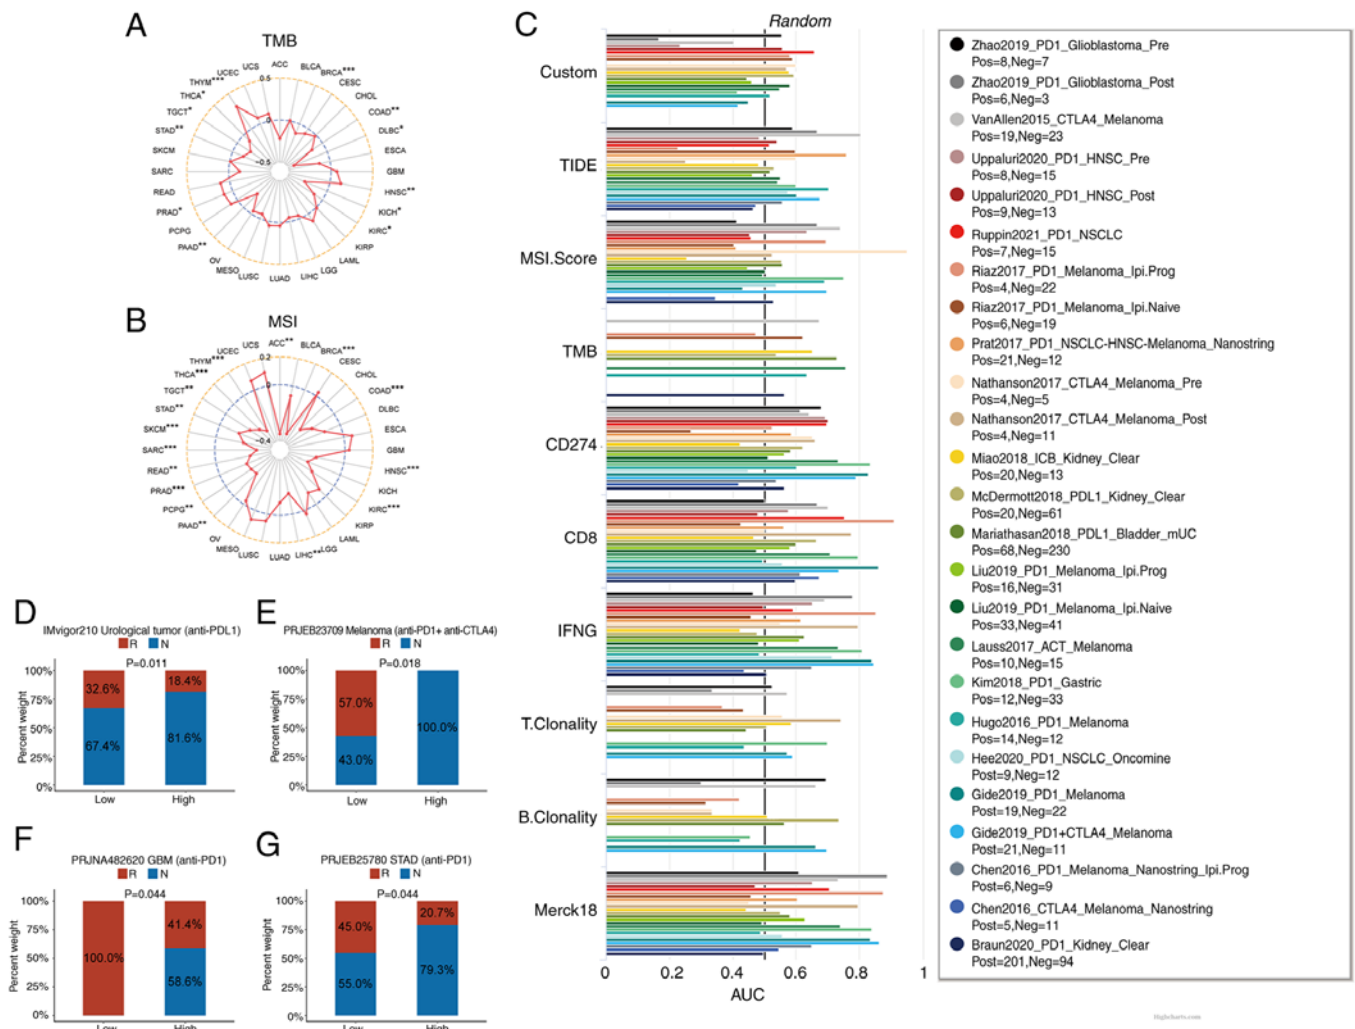 A
TMB
ACC
BLCA
BRCA***
CESC
CHOL
COAD**
DLBC*
ESCA
GBM
HNSC**
KICH*
KIRC*
KIRP
LAML
LGG
LIHC
LUAD
LUSC
MESO
OV
PAAD**
PCPG
PRAD*
READ
SARC
SKCM
STAD**
TGCT*
THCA*
THYM***
UCEC
UCS
0.5
0
-0.5
B
MSI
ACC**
BLCA
BRCA***
CESC
CHOL
COAD***
DLBC
ESCA
GBM
HNSC***
KICH
KIRC***
KIRP
LAML
LGG
LIHC**
LUAD
LUSC
MESO
OV
PAAD**
PCPG**
PRAD***
READ**
SARC***
SKCM***
STAD**
TGCT**
THCA***
THYM***
UCEC
UCS
0.2
0
-0.4
C
Random
Custom
TIDE
MSI.Score
TMB
CD274
CD8
IFNG
T.Clonality
B.Clonality
Merck18
0 0.2 0.4 0.6 0.8 1
AUC
Zhao2019_PD1_Glioblastoma_Pre
Pos=8,Neg=7
Zhao2019_PD1_Glioblastoma_Post
Pos=6,Neg=3
VanAllen2015_CTLA4_Melanoma
Pos=19,Neg=23
Uppaluri2020_PD1_HNSC_Pre
Pos=8,Neg=15
Uppaluri2020_PD1_HNSC_Post
Pos=9,Neg=13
Ruppin2021_PD1_NSCLC
Pos=7,Neg=15
Riaz2017_PD1_Melanoma_Ipi.Prog
Pos=4,Neg=22
Riaz2017_PD1_Melanoma_Ipi.Naive
Pos=6,Neg=19
Prat2017_PD1_NSCLC-HNSC-Melanoma_Nanostring
Pos=21,Neg=12
Nathanson2017_CTLA4_Melanoma_Pre
Pos=4,Neg=5
Nathanson2017_CTLA4_Melanoma_Post
Pos=4,Neg=11
Miao2018_ICB_Kidney_Clear
Pos=20,Neg=13
McDermott2018_PDL1_Kidney_Clear
Pos=20,Neg=61
Mariathasan2018_PDL1_Bladder_mUC
Pos=68,Neg=230
Liu2019_PD1_Melanoma_Ipi.Prog
Pos=16,Neg=31
Liu2019_PD1_Melanoma_Ipi.Naive
Pos=33,Neg=41
Lauss2017_ACT_Melanoma
Pos=10,Neg=15
Kim2018_PD1_Gastric
Pos=12,Neg=33
Hugo2016_PD1_Melanoma
Pos=14,Neg=12
Hee2020_PD1_NSCLC_Oncomine
Post=9,Neg=12
Gide2019_PD1_Melanoma
Post=19,Neg=22
Gide2019_PD1+CTLA4_Melanoma
Post=21,Neg=11
Chen2016_PD1_Melanoma_Nanostring_Ipi.Prog
Post=6,Neg=9
Chen2016_CTLA4_Melanoma_Nanostring
Post=5,Neg=11
Braun2020_PD1_Kidney_Clear
Post=201,Neg=94
Highcharts.com
D
IMvigor210 Urological tumor (anti-PDL1)
R N
P=0.011
Percent weight
100%
75%
50%
25%
0%
32.6%
67.4%
18.4%
81.6%
Low High
E
PRJEB23709 Melanoma (anti-PD1+ anti-CTLA4)
R N
P=0.018
Percent weight
100%
75%
50%
25%
0%
57.0%
43.0%
100.0%
Low High
F
PRJNA482620 GBM (anti-PD1)
R N
P=0.044
Percent weight
100%
75%
50%
25%
0%
100.0%
41.4%
58.6%
Low High
G
PRJEB25780 STAD (anti-PD1)
R N
P=0.044
Percent weight
100%
75%
50%
25%
0%
45.0%
55.0%
20.7%
79.3%
Low High